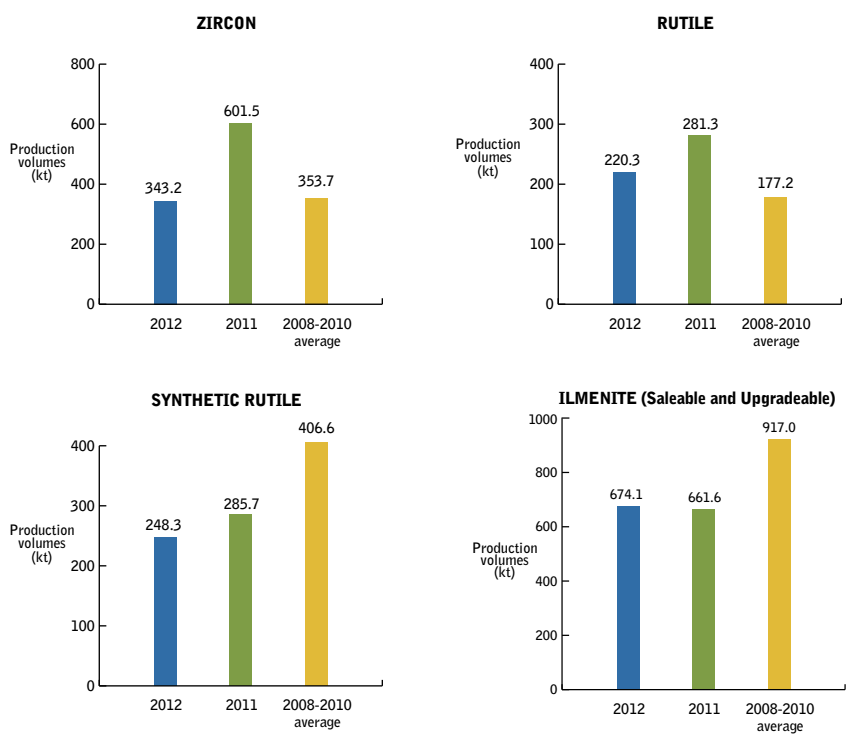 ZIRCON
800
600
400
200
0
Production
volumes
(kt)
343.2
601.5
353.7
2012
2011
2008-2010
average
RUTILE
400
300
200
100
0
Production
volumes
(kt)
220.3
281.3
177.2
2012
2011
2008-2010
average
SYNTHETIC RUTILE
400
300
200
100
0
Production
volumes
(kt)
248.3
285.7
406.6
2012
2011
2008-2010
average
ILMENITE (Saleable and Upgradeable)
1000
800
600
400
200
0
Production
volumes
(kt)
674.1
661.6
917.0
2012
2011
2008-2010
average